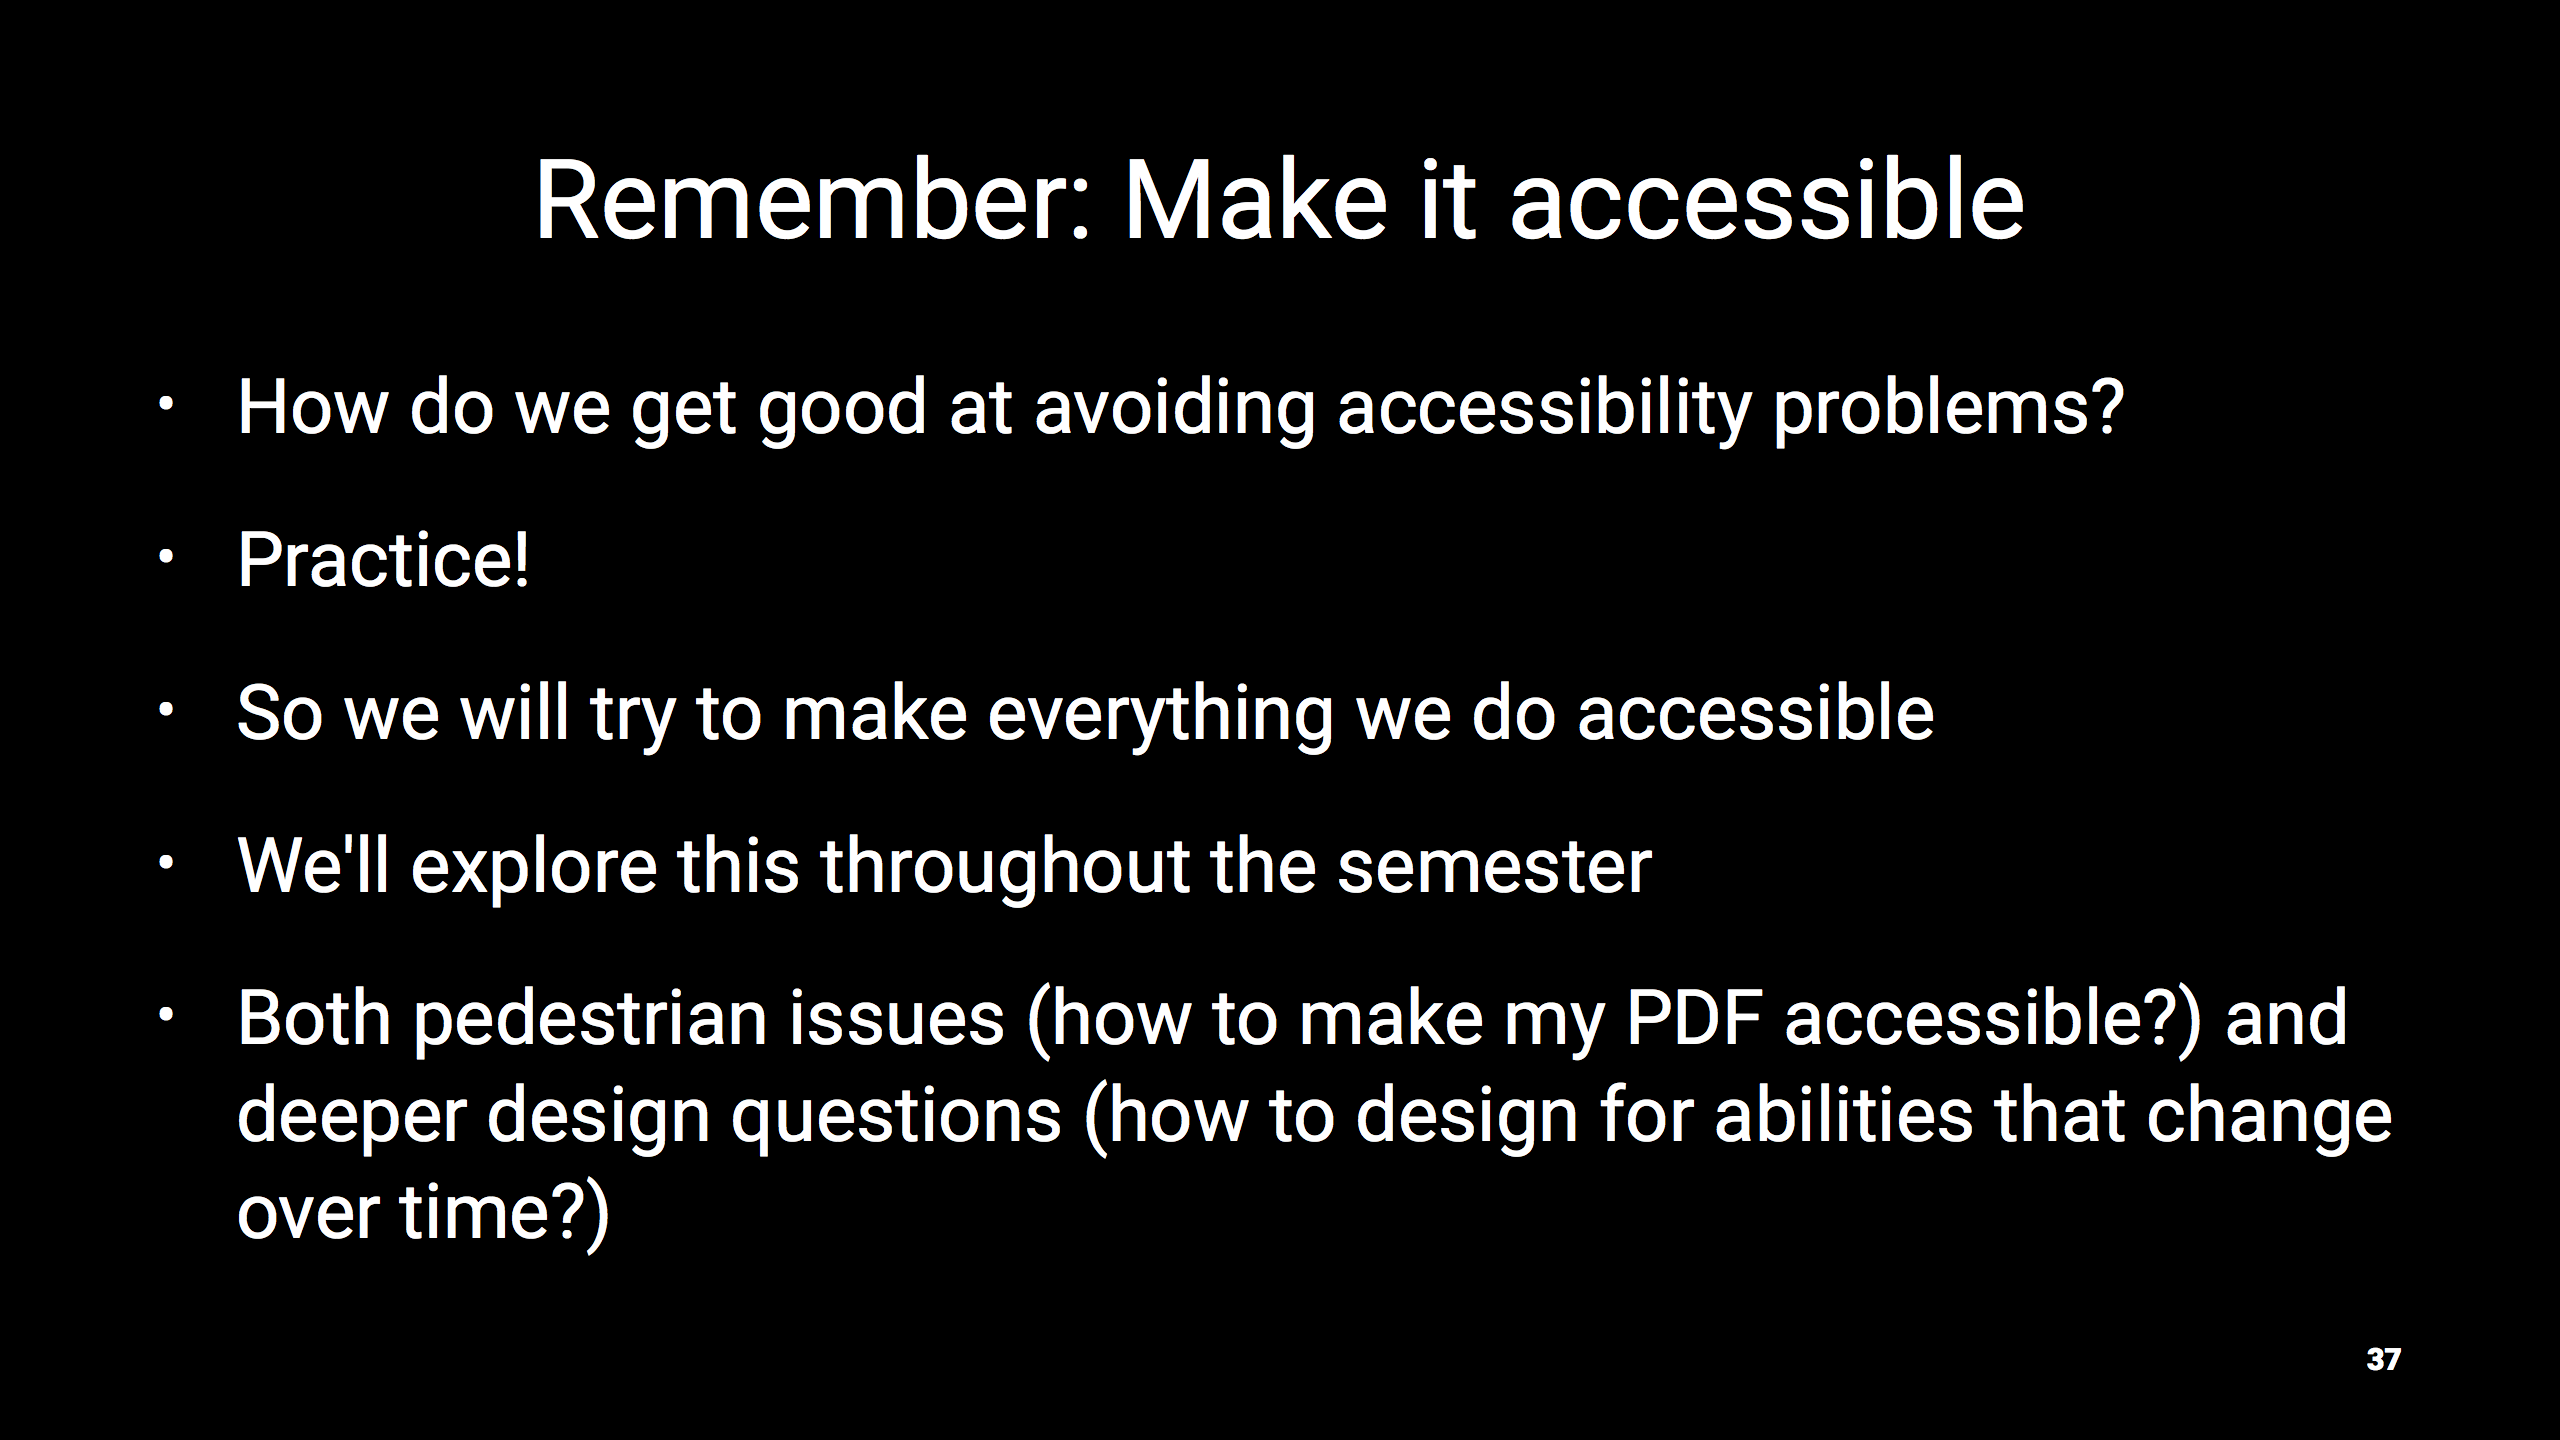 Remember: Make it accessible
• How do we get good at avoiding accessibility problems?
• Practice!
• So we will try to make everything we do accessible
• We'll explore this throughout the semester
• Both pedestrian issues (how to make my PDF accessible?) and
deeper design questions (how to design for abilities that change
over time?)
37